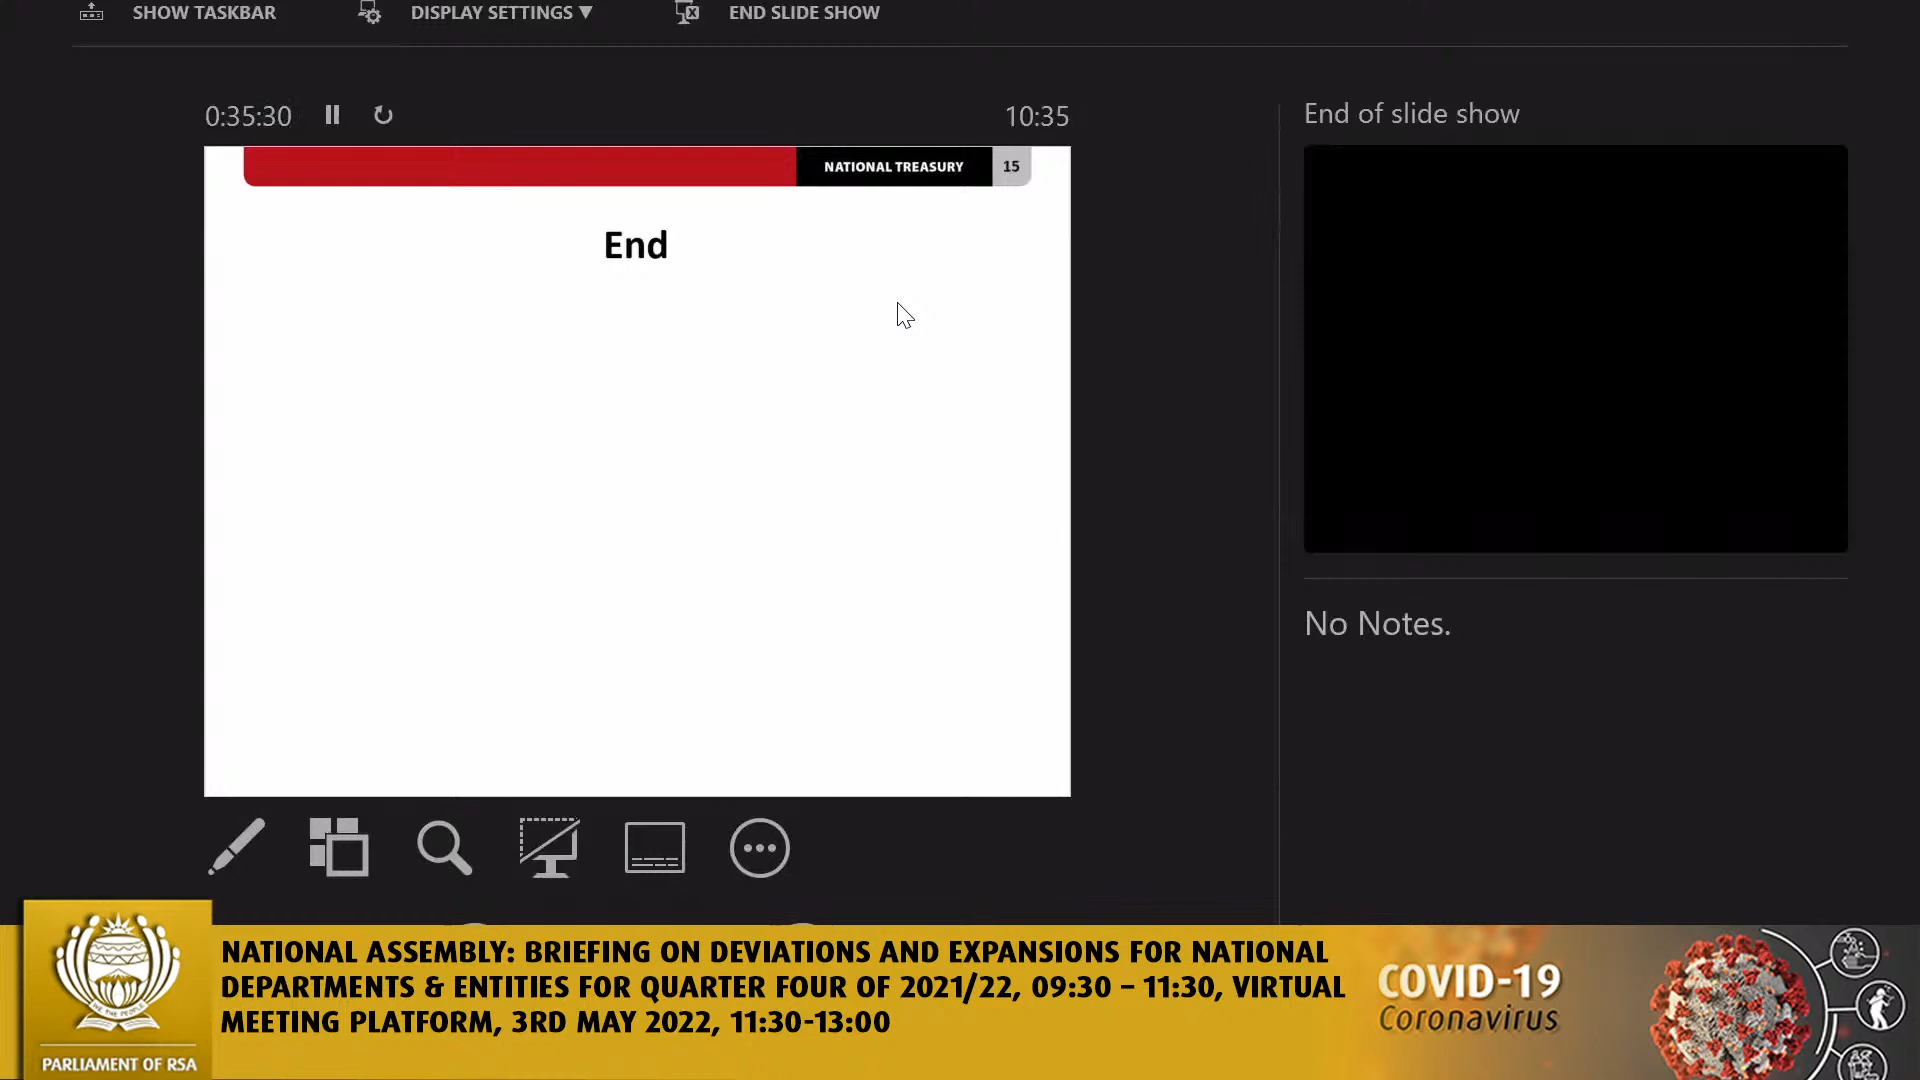 SHOW TASKBAR
DISPLAY SETTINGS ▼
END SLIDE SHOW
0:35:30
10:35
End of slide show
NATIONAL TREASURY
15
End
No Notes.
NATIONAL ASSEMBLY: BRIEFING ON DEVIATIONS AND EXPANSIONS FOR NATIONAL
DEPARTMENTS & ENTITIES FOR QUARTER FOUR OF 2021/22, 09:30 – 11:30, VIRTUAL
MEETING PLATFORM, 3RD MAY 2022, 11:30-13:00
PARLIAMENT OF RSA
COVID-19
Coronavirus